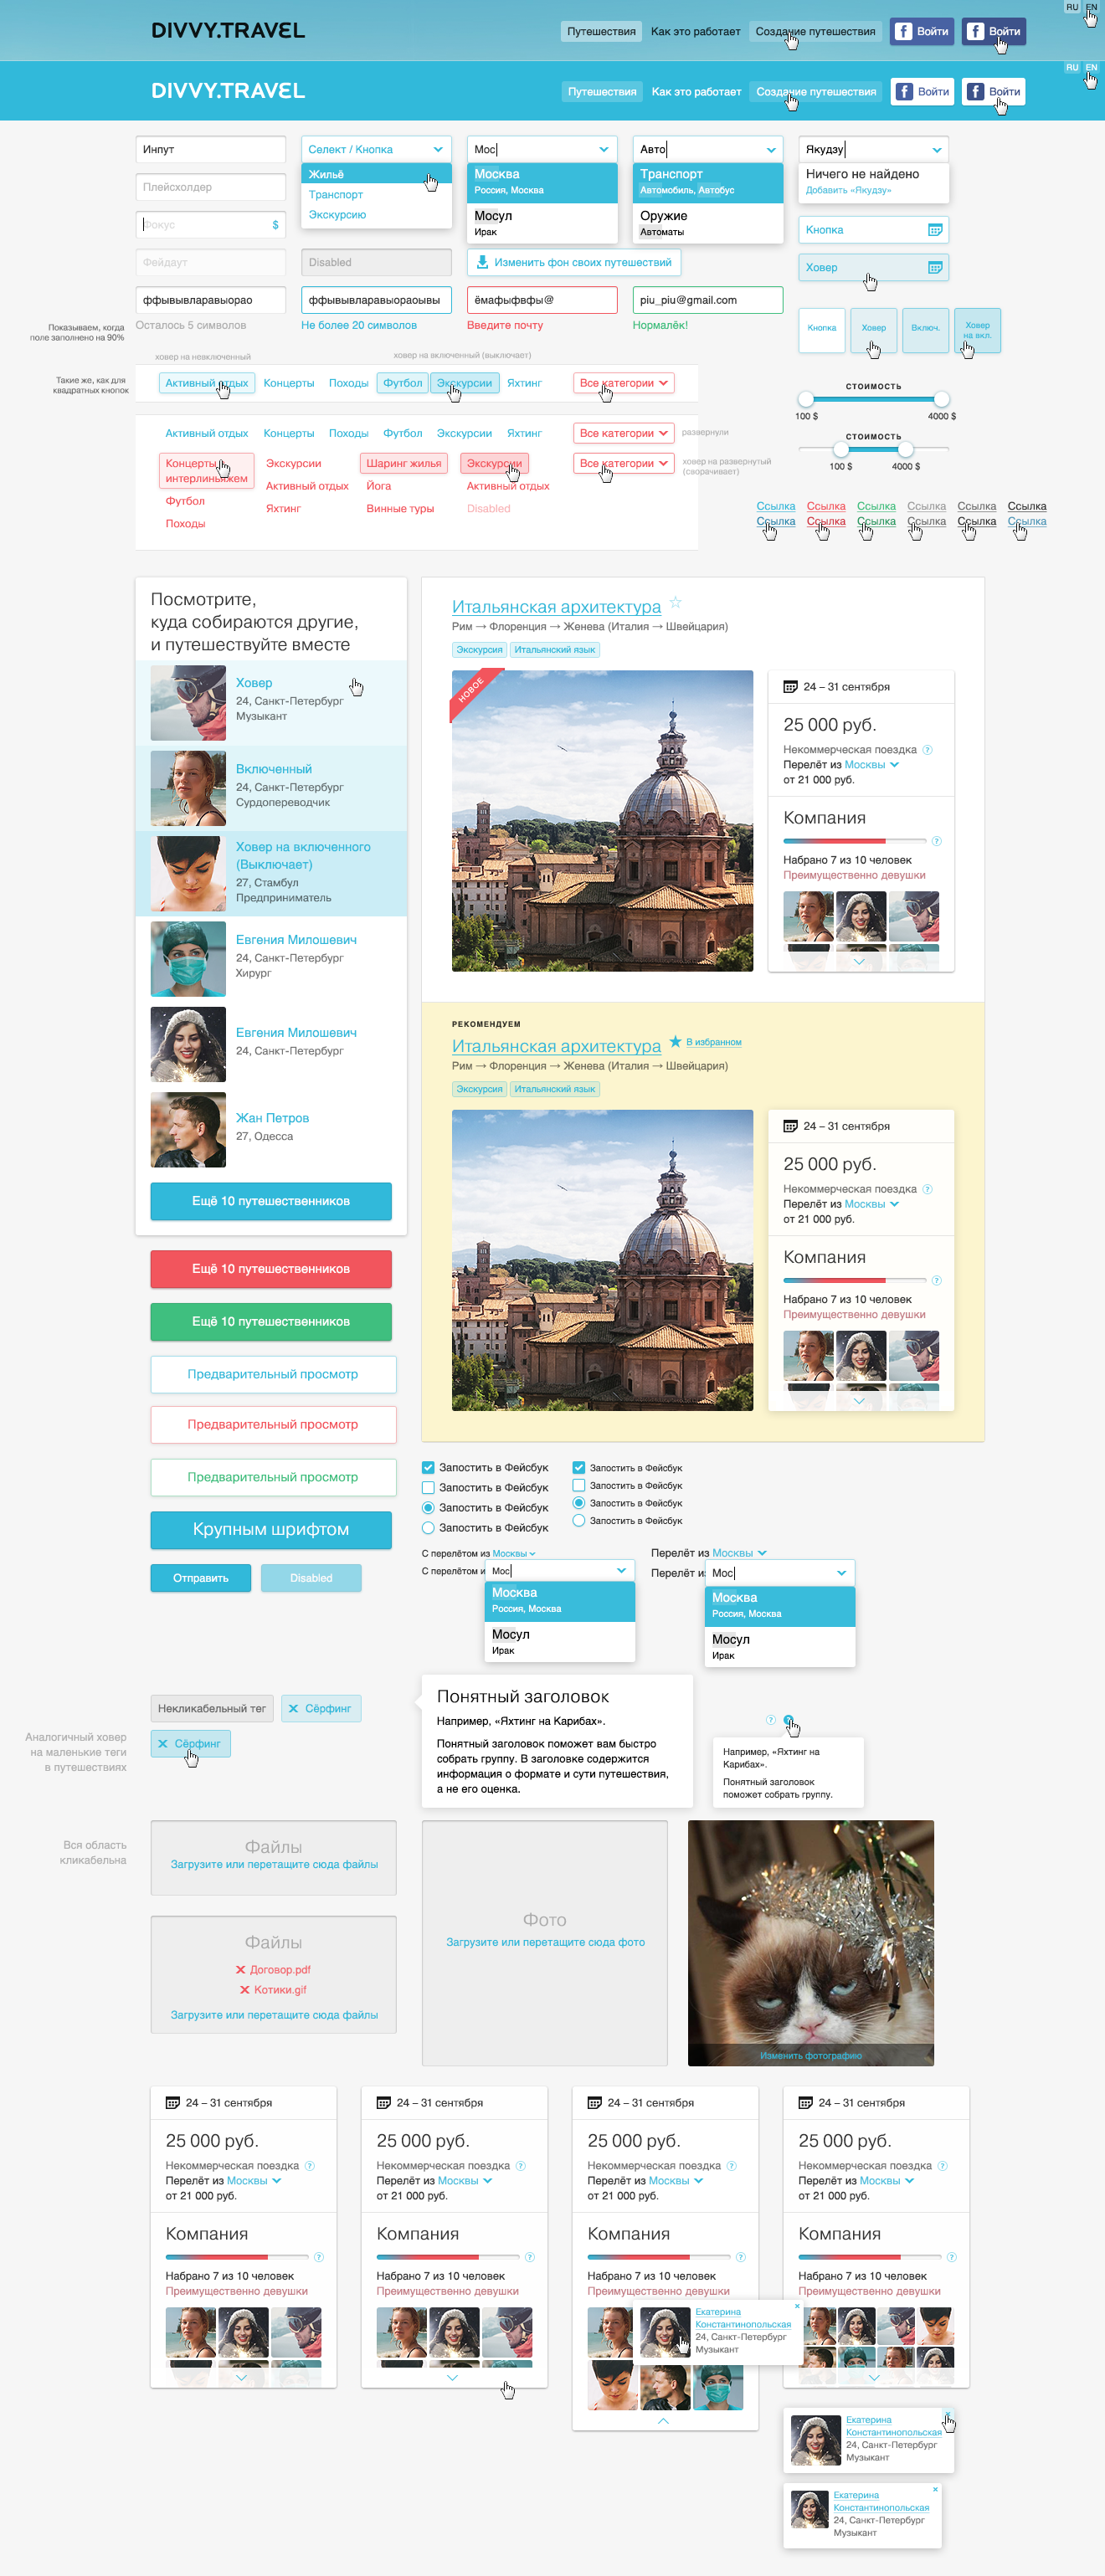 DIVVY.TRAVEL
Путешествия
Как это работает
Создание путешествия
Войти
Войти
RU EN
DIVVY.TRAVEL
Путешествия
Как это работает
Создание путешествия
Войти
Войти
RU EN
Инпут
Плейсхолдер
Фокус $
Фейдаут
ффывывларавыорао
Осталось 5 символов
Показываем, когда
поле заполнено на 90%
Селект / Кнопка
Жильё
Транспорт
Экскурсию
Disabled
ффывывларавыораоывы
Не более 20 символов
Мос
Москва
Россия, Москва
Мосул
Ирак
Изменить фон своих путешествий
ёмафыфвфы@
Введите почту
Авто
Транспорт
Автомобиль, Автобус
Оружие
Автоматы
piu_piu@gmail.com
Нормалёк!
Якудзу
Ничего не найдено
Добавить «Якудзу»
Кнопка
Ховер
Кнопка
Ховер
Включ.
Ховер
на вкл.
ховер на невключенный
ховер на включенный (выключает)
Такие же, как для
квадратных кнопок
Активный отдых
Концерты
Походы
Футбол
Экскурсии
Яхтинг
Все категории
Активный отдых
Концерты
Походы
Футбол
Экскурсии
Яхтинг
Все категории
развернули
Концерты
интерлиньяжем
Футбол
Походы
Экскурсии
Активный отдых
Яхтинг
Шаринг жилья
Йога
Винные туры
Экскурсии
Активный отдых
Disabled
Все категории
ховер на развернутый
(сворачивает)
СТОИМОСТЬ
100 $
4000 $
СТОИМОСТЬ
100 $
4000 $
Ссылка Ссылка Ссылка Ссылка Ссылка Ссылка
Ссылка Ссылка Ссылка Ссылка Ссылка Ссылка
Посмотрите,
куда собираются другие,
и путешествуйте вместе
Ховер
24, Санкт-Петербург
Музыкант
Включенный
24, Санкт-Петербург
Сурдопереводчик
Ховер на включенного
(Выключает)
27, Стамбул
Предприниматель
Евгения Милошевич
24, Санкт-Петербург
Хирург
Евгения Милошевич
24, Санкт-Петербург
Жан Петров
27, Одесса
Ещё 10 путешественников
Ещё 10 путешественников
Ещё 10 путешественников
Предварительный просмотр
Предварительный просмотр
Предварительный просмотр
Крупным шрифтом
Отправить
Disabled
Итальянская архитектура
Рим → Флоренция → Женева (Италия → Швейцария)
Экскурсия
Итальянский язык
НОВОЕ
24 – 31 сентября
25 000 руб.
Некоммерческая поездка ?
Перелёт из Москвы
от 21 000 руб.
Компания
?
Набрано 7 из 10 человек
Преимущественно девушки
РЕКОМЕНДУЕМ
Итальянская архитектура
В избранном
Рим → Флоренция → Женева (Италия → Швейцария)
Экскурсия
Итальянский язык
24 – 31 сентября
25 000 руб.
Некоммерческая поездка ?
Перелёт из Москвы
от 21 000 руб.
Компания
?
Набрано 7 из 10 человек
Преимущественно девушки
Запостить в Фейсбук
Запостить в Фейсбук
Запостить в Фейсбук
Запостить в Фейсбук
Запостить в Фейсбук
Запостить в Фейсбук
Запостить в Фейсбук
Запостить в Фейсбук
С перелётом из Москвы
С перелётом и
Мос
Москва
Россия, Москва
Мосул
Ирак
Перелёт из Москвы
Перелёт из
Мос
Москва
Россия, Москва
Мосул
Ирак
Некликабельный тег
Сёрфинг
Сёрфинг
Аналогичный ховер
на маленькие теги
в путешествиях
Понятный заголовок
Например, «Яхтинг на Карибах».
Понятный заголовок поможет вам быстро
собрать группу. В заголовке содержится
информация о формате и сути путешествия,
а не его оценка.
? ?
Например, «Яхтинг на
Карибах».
Понятный заголовок
поможет собрать группу.
Вся область
кликабельна
Файлы
Загрузите или перетащите сюда файлы
Файлы
Договор.pdf
Котики.gif
Загрузите или перетащите сюда файлы
Фото
Загрузите или перетащите сюда фото
Изменить фотографию
24 – 31 сентября
25 000 руб.
Некоммерческая поездка ?
Перелёт из Москвы
от 21 000 руб.
Компания
?
Набрано 7 из 10 человек
Преимущественно девушки
24 – 31 сентября
25 000 руб.
Некоммерческая поездка ?
Перелёт из Москвы
от 21 000 руб.
Компания
?
Набрано 7 из 10 человек
Преимущественно девушки
24 – 31 сентября
25 000 руб.
Некоммерческая поездка ?
Перелёт из Москвы
от 21 000 руб.
Компания
?
Набрано 7 из 10 человек
Преимущественно девушки
Екатерина
Константинопольская
24, Санкт-Петербург
Музыкант
24 – 31 сентября
25 000 руб.
Некоммерческая поездка ?
Перелёт из Москвы
от 21 000 руб.
Компания
?
Набрано 7 из 10 человек
Преимущественно девушки
Екатерина
Константинопольская
24, Санкт-Петербург
Музыкант
Екатерина
Константинопольская
24, Санкт-Петербург
Музыкант